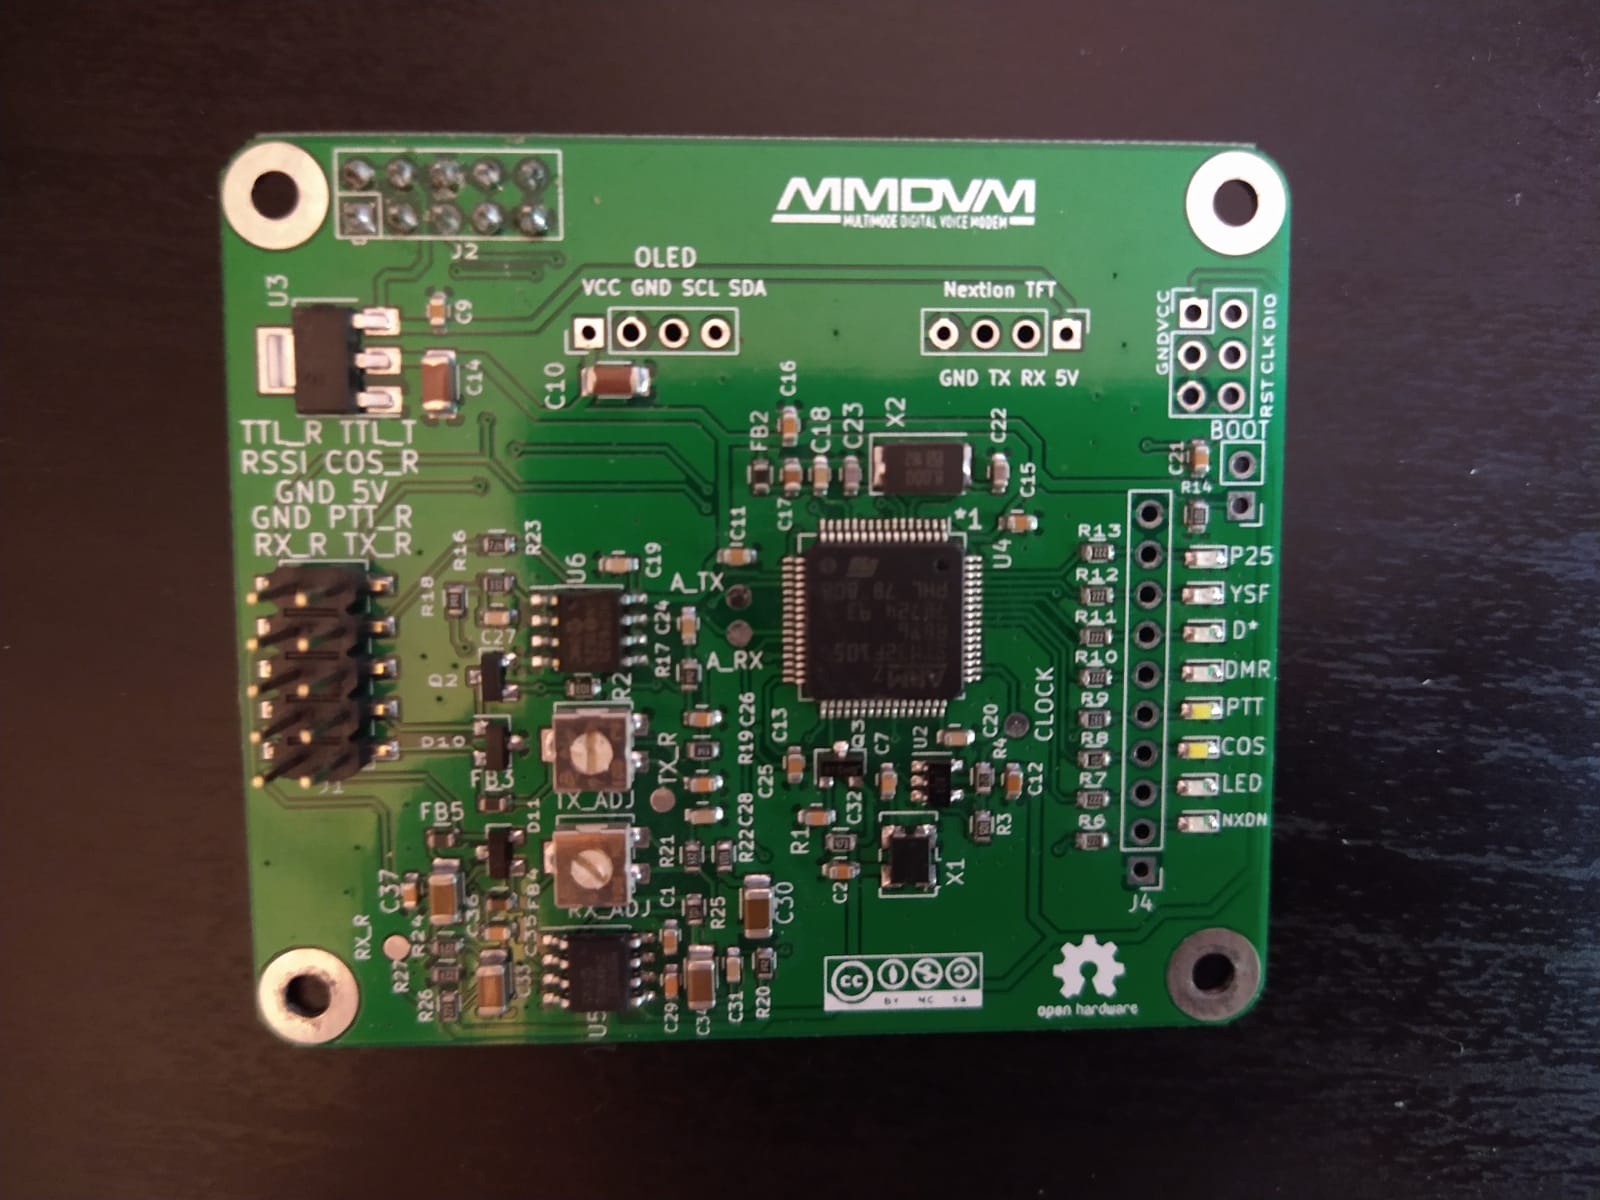 MMDVM
MULTIMODE DIGITAL VOICE MODEM
J2
OLED
VCC GND SCL SDA
Nextion TFT
GND TX RX 5V
GND VCC
RST CLK DIO
BOOT
U3
C9
C14
C10
C16
FB2
C18
C23
X2
C22
C17
C15
C21
R14
TTL_R TTL_T
RSSI COS_R
GND 5V
GND PTT_R
RX_R TX_R
J1
R16
R23
R18
U6
C19
C11
A_TX
C24
C27
R17
A_RX
D2
R2
*1
U4
R13
R12
R11
R10
R9
R8
R7
R6
P25
YSF
D*
DMR
PTT
COS
LED
NXDN
J4
CLOCK
D10
FB3
TX_ADJ
TX_R
C26
R19
C13
C25
Q3
C7
U2
C20
R4
C12
R3
C32
R1
C2
X1
FB5
D11
FB4
RX_ADJ
R21
C28
R22
C1
R25
C30
C37
RX_R
R24
C36
C35
R27
R26
C33
U5
C29
C34
C31
R20
cc
BY NC SA
open hardware